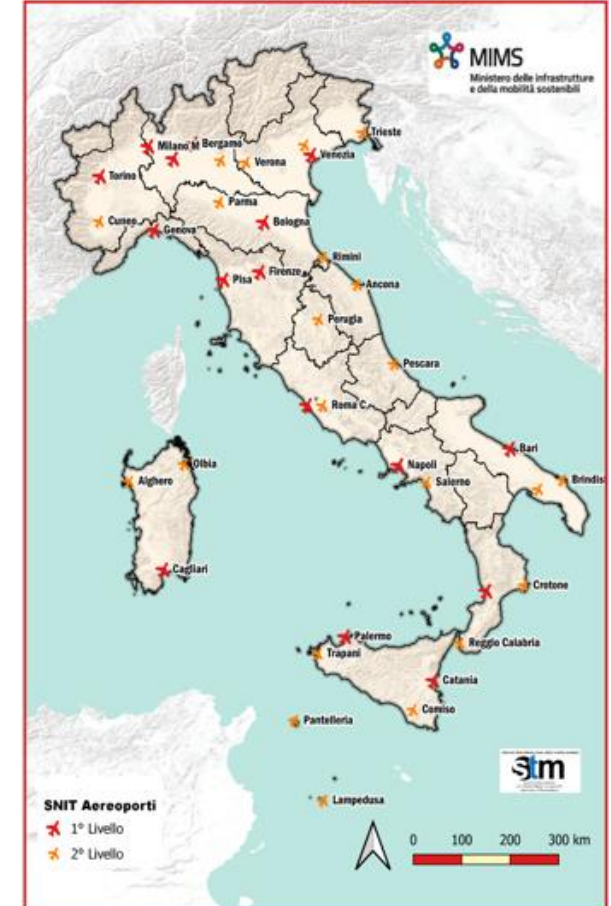 MIMS
Ministero delle infrastrutture
e della mobilità sostenibili
Trieste
Milano M
Bergamo
Verona
Venezia
Torino
Parma
Cuneo
Genova
Bologna
Rimini
Pisa
Firenze
Ancona
Perugia
Pescara
Roma C.
Bari
Napoli
Salerno
Brindisi
Olbia
Alghero
Cagliari
Crotone
Palermo
Reggio Calabria
Trapani
Catania
Comiso
Pantelleria
Lampedusa
Stm
SNIT Aereoporti
1° Livello
2° Livello
0 100 200 300 km